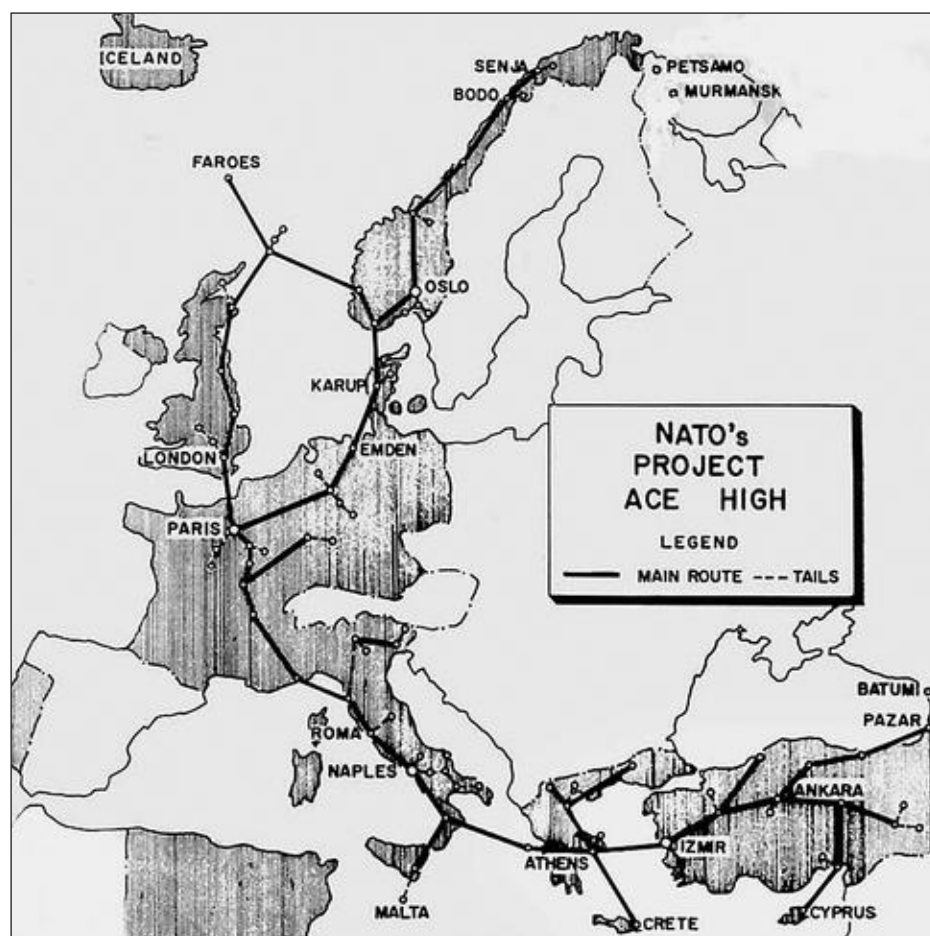 ICELAND
SENJA
PETSAMO
BODO
MURMANSK
FAROES
OSLO
KARUP
NATO's
PROJECT
ACE HIGH
LEGEND
MAIN ROUTE --- TAILS
EMDEN
LONDON
PARIS
BATUMI
PAZAR
ROMA
NAPLES
ANKARA
IZMIR
ATHENS
MALTA
CRETE
CYPRUS